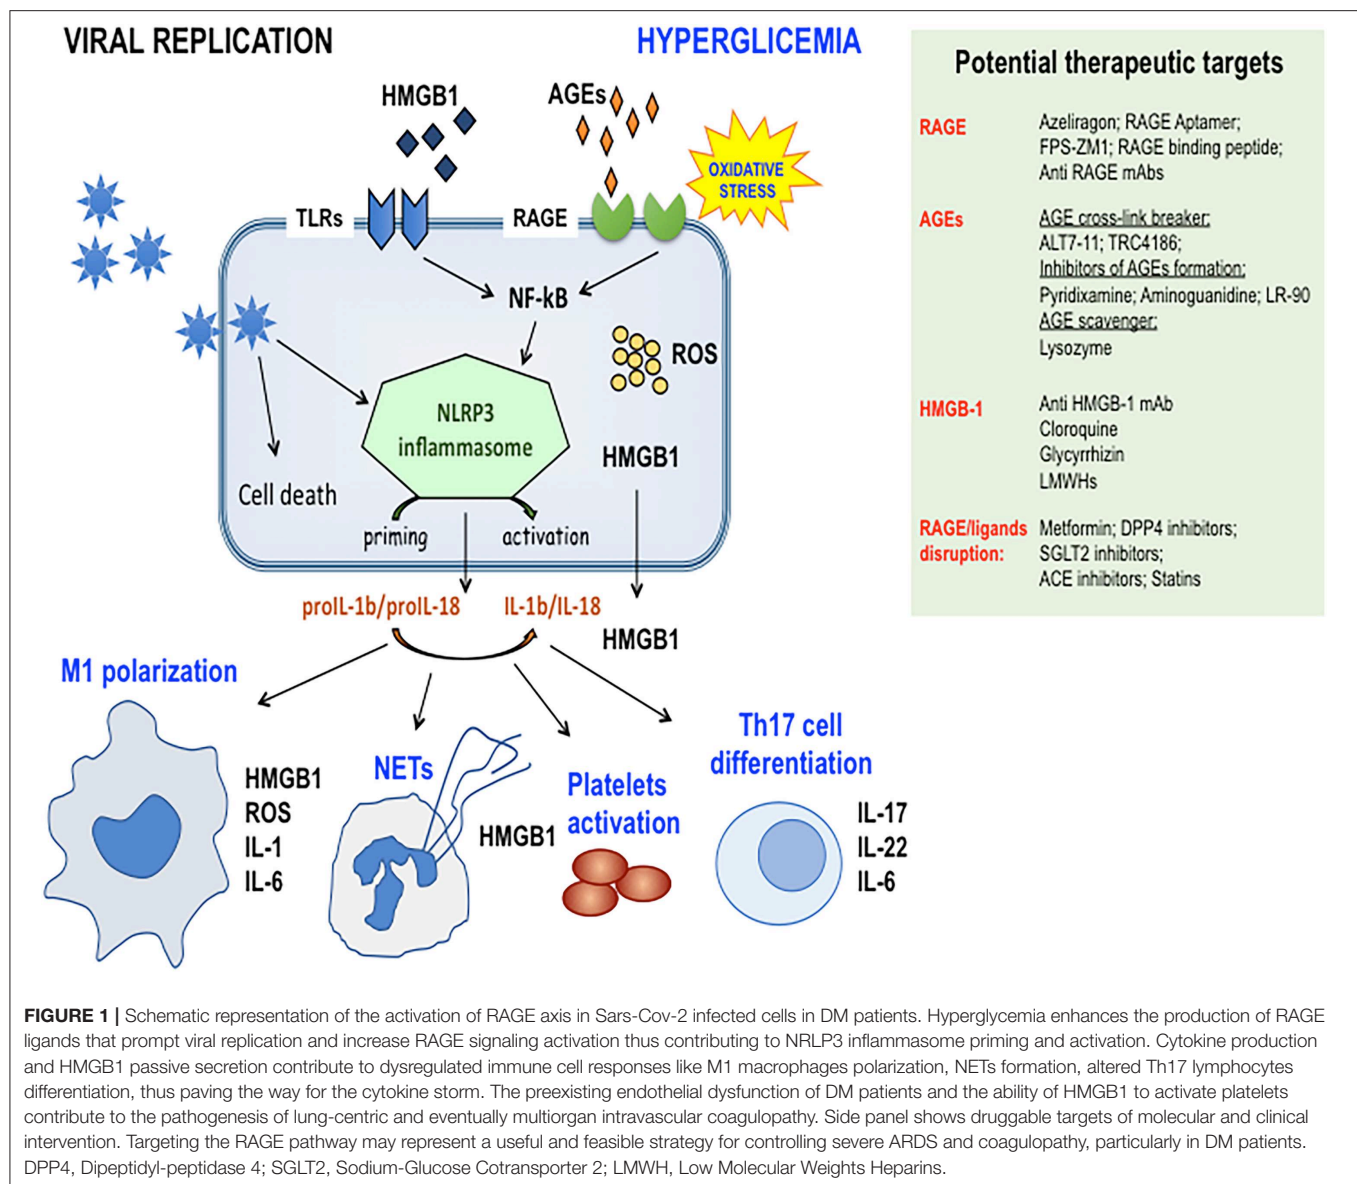 VIRAL REPLICATION
HYPERGLICEMIA
HMGB1
AGEs
OXIDATIVE
STRESS
TLRs
RAGE
NF-kB
ROS
NLRP3
inflammasome
HMGB1
Cell death
priming
activation
proIL-1b/proIL-18
IL-1b/IL-18
HMGB1
M1 polarization
HMGB1
ROS
IL-1
IL-6
NETs
HMGB1
Platelets
activation
Th17 cell
differentiation
IL-17
IL-22
IL-6
Potential therapeutic targets
RAGE
Azeliragon; RAGE Aptamer;
FPS-ZM1; RAGE binding peptide;
Anti RAGE mAbs
AGEs
AGE cross-link breaker:
ALT7-11; TRC4186;
Inhibitors of AGEs formation:
Pyridixamine; Aminoguanidine; LR-90
AGE scavenger:
Lysozyme
HMGB-1
Anti HMGB-1 mAb
Cloroquine
Glycyrrhizin
LMWHs
RAGE/ligands
disruption:
Metformin; DPP4 inhibitors;
SGLT2 inhibitors;
ACE inhibitors; Statins
FIGURE 1 | Schematic representation of the activation of RAGE axis in Sars-Cov-2 infected cells in DM patients. Hyperglycemia enhances the production of RAGE
ligands that prompt viral replication and increase RAGE signaling activation thus contributing to NRLP3 inflammasome priming and activation. Cytokine production
and HMGB1 passive secretion contribute to dysregulated immune cell responses like M1 macrophages polarization, NETs formation, altered Th17 lymphocytes
differentiation, thus paving the way for the cytokine storm. The preexisting endothelial dysfunction of DM patients and the ability of HMGB1 to activate platelets
contribute to the pathogenesis of lung-centric and eventually multiorgan intravascular coagulopathy. Side panel shows druggable targets of molecular and clinical
intervention. Targeting the RAGE pathway may represent a useful and feasible strategy for controlling severe ARDS and coagulopathy, particularly in DM patients.
DPP4, Dipeptidyl-peptidase 4; SGLT2, Sodium-Glucose Cotransporter 2; LMWH, Low Molecular Weights Heparins.